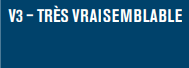 V3 – TRÈS VRAISEMBLABLE